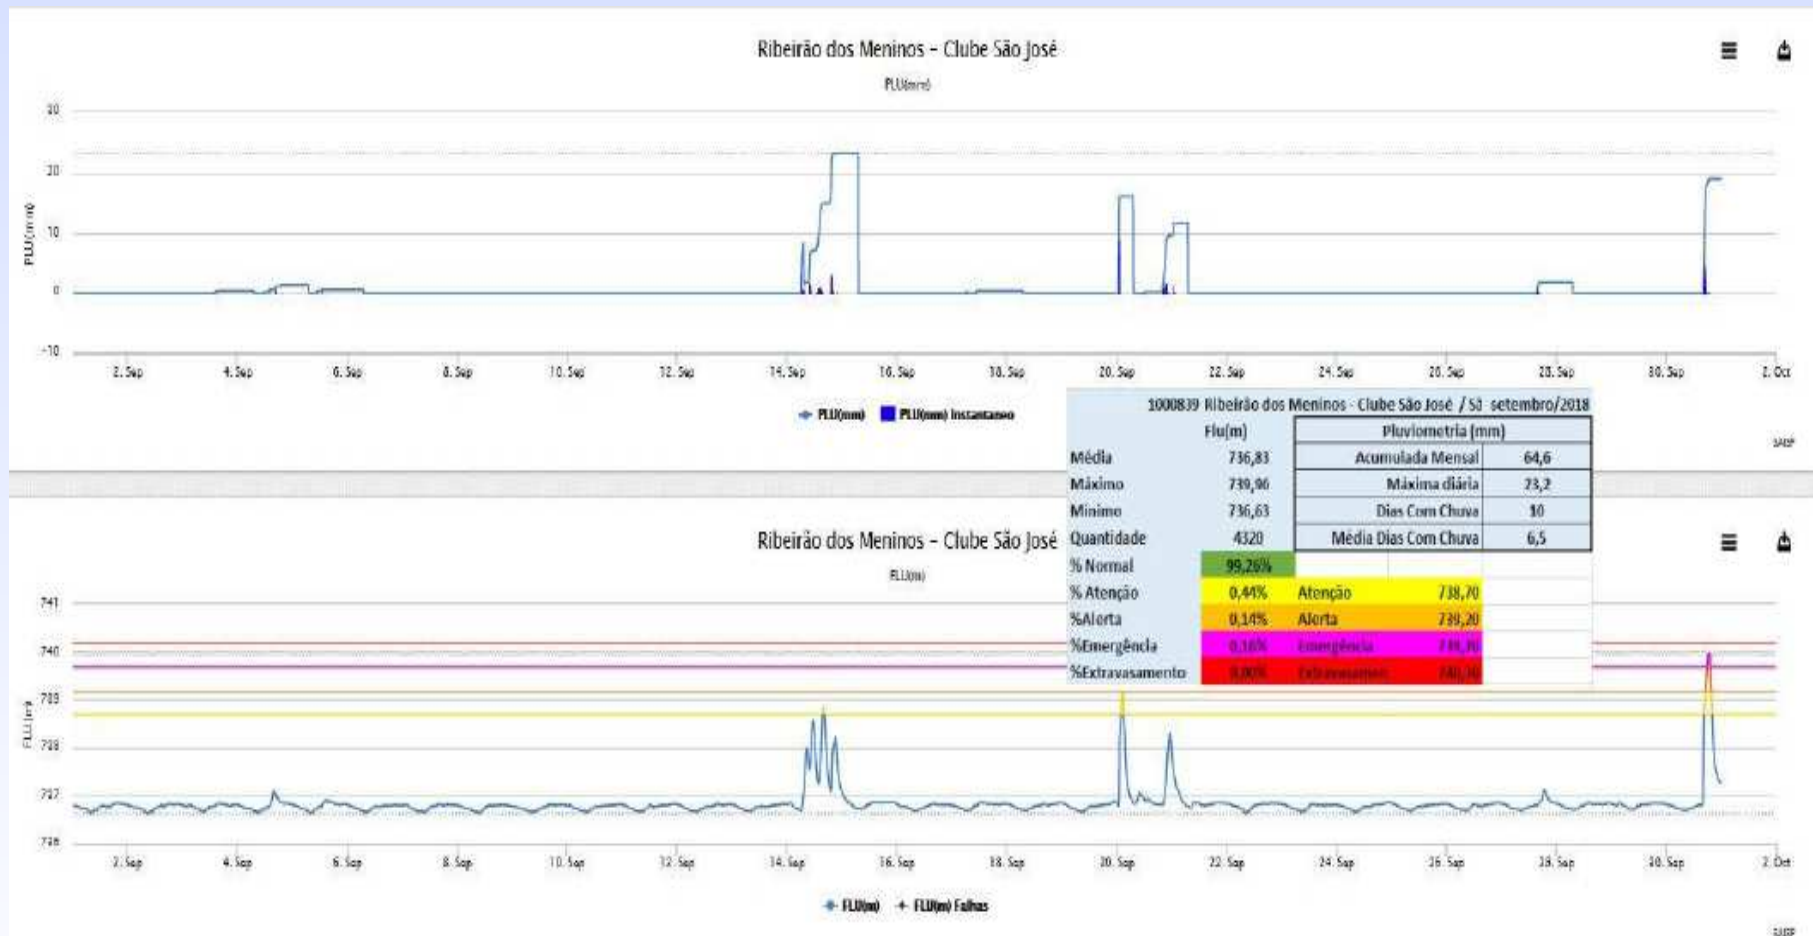 Ribeirão dos Meninos - Clube São José
PLU(mm)
PLU(mm)
30
20
10
0
-10
2. Sep 4. Sep 6. Sep 8. Sep 10. Sep 12. Sep 14. Sep 16. Sep 18. Sep 20. Sep 22. Sep 24. Sep 26. Sep 28. Sep 30. Sep 2. Oct
PLU(mm) PLU(mm) Instantaneo
1000839 Ribeirão dos Meninos - Clube São José / Sã setembro/2018
Flu(m) Pluviometria (mm)
Média 736,83 Acumulada Mensal 64,6
Máximo 739,96 Máxima diária 23,2
Mínimo 736,63 Dias Com Chuva 10
Quantidade 4320 Média Dias Com Chuva 6,5
% Normal 99,26%
% Atenção 0,44% Atenção 738,70
%Alerta 0,14% Alerta 739,20
%Emergência 0,16% Emergência
%Extravasamento 0,00%
Ribeirão dos Meninos - Clube São José
FLU(m)
FLU(m)
741
740
739
738
737
736
2. Sep 4. Sep 6. Sep 8. Sep 10. Sep 12. Sep 14. Sep 16. Sep 18. Sep 20. Sep 22. Sep 24. Sep 26. Sep 28. Sep 30. Sep 2. Oct
FLU(m) FLU(m) Falhas